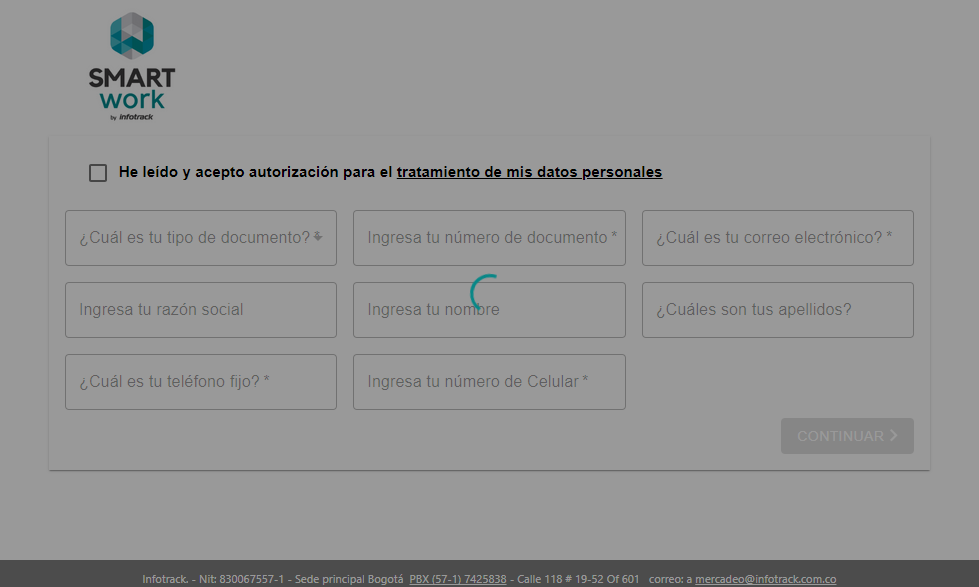 SMART
work
by infotrack
He leído y acepto autorización para el tratamiento de mis datos personales
¿Cuál es tu tipo de documento? *
Ingresa tu número de documento *
¿Cuál es tu correo electrónico? *
Ingresa tu razón social
Ingresa tu nombre
¿Cuáles son tus apellidos?
¿Cuál es tu teléfono fijo? *
Ingresa tu número de Celular *
CONTINUAR
Infotrack. - Nit: 830067557-1 - Sede principal Bogotá PBX (57-1) 7425838 - Calle 118 # 19-52 Of 601 correo: a mercadeo@infotrack.com.co